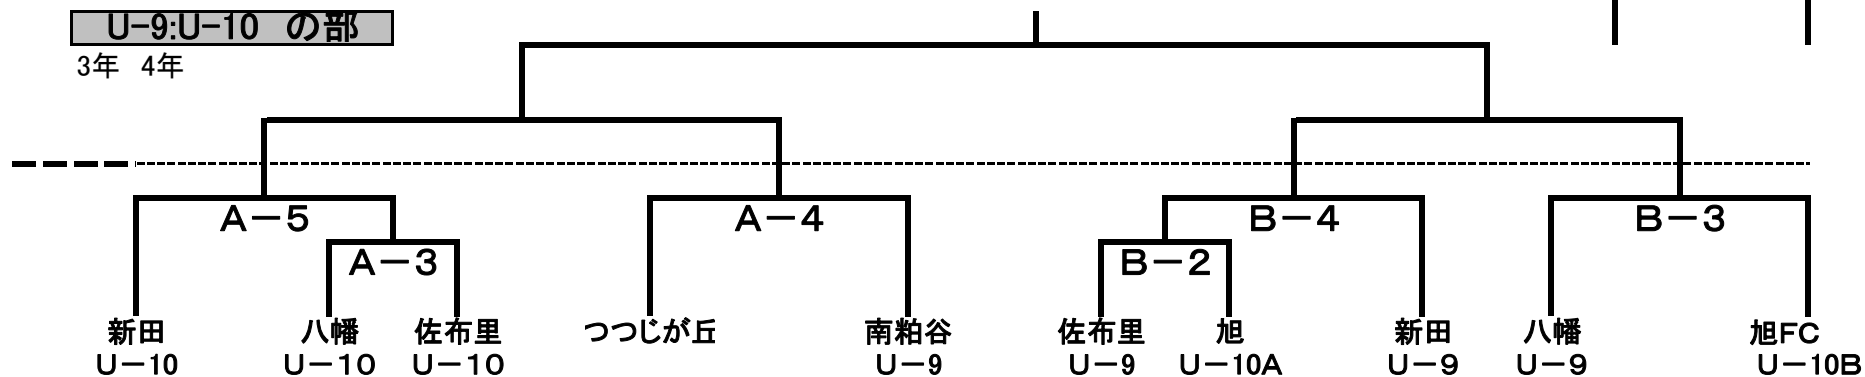 U-9:U-10　の部
3年　4年
A－5　A－4　B－4　B－3
A－3　B－2
新田　八幡　佐布里　つつじが丘　南粕谷　佐布里　旭　新田　八幡　旭FC
U－10　U－10　U－10　U－9　U－9　U－10A　U－9　U－9　U－10B